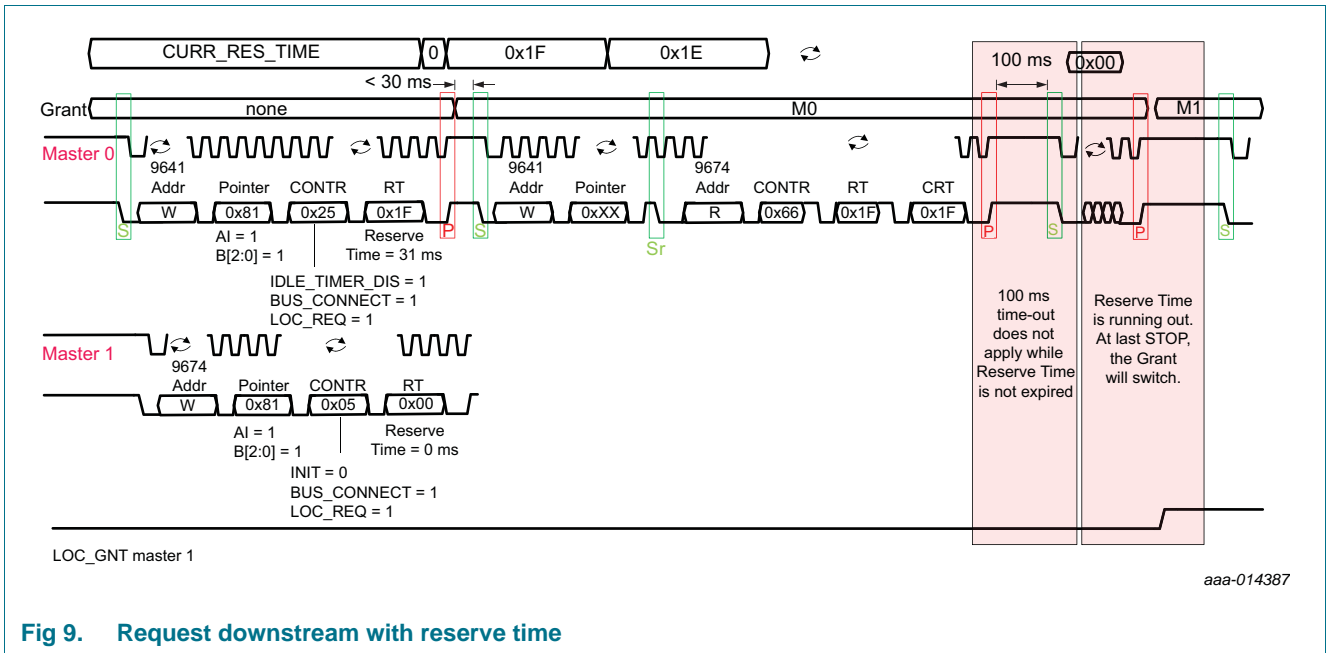 CURR_RES_TIME 0 0x1F 0x1E 100 ms 0x00
< 30 ms
Grant none M0 M1
Master 0
9641 9641 9674
Addr Pointer CONTR RT Addr Pointer Addr CONTR RT CRT
W 0x81 0x25 0x1F W 0xXX R 0x66 0x1F 0x1F
S P S Sr P S P S
AI = 1
B[2:0] = 1
Reserve
Time = 31 ms
IDLE_TIMER_DIS = 1
BUS_CONNECT = 1
LOC_REQ = 1
100 ms
time-out
does not
apply while
Reserve Time
is not expired
Reserve Time
is running out.
At last STOP,
the Grant
will switch.
Master 1
9674
Addr Pointer CONTR RT
W 0x81 0x05 0x00
AI = 1
B[2:0] = 1
Reserve
Time = 0 ms
INIT = 0
BUS_CONNECT = 1
LOC_REQ = 1
LOC_GNT master 1
aaa-014387
Fig 9. Request downstream with reserve time